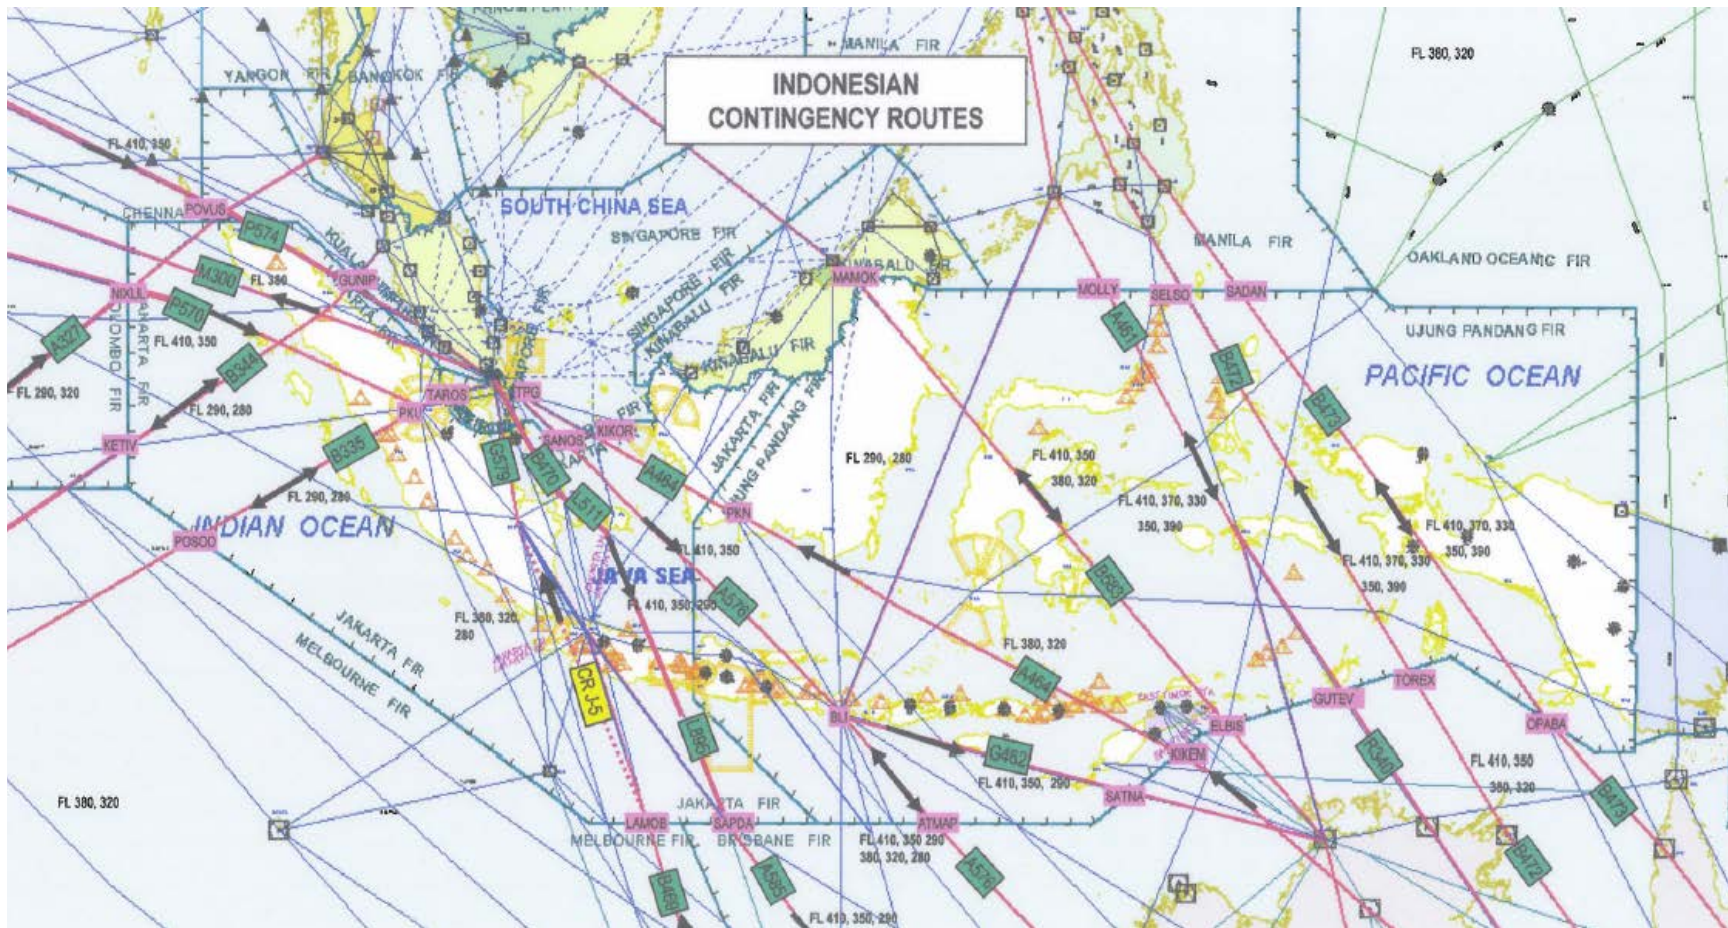 MANILA FIR
FL 380, 320
YANGON FIR
BANGKOK FIR
INDONESIAN
CONTINGENCY ROUTES
FL 410, 350
POVUS
SOUTH CHINA SEA
SINGAPORE FIR
MANILA FIR
OAKLAND OCEANIC FIR
P574
M300
FL 380
GUNIP
SINGAPORE FIR
KINABALU FIR
MAMOK
MOLLY
SELSO
SADAN
NIXUL
P570
FL 410, 350
A327
JAKARTA FIR
B344
KINABALU FIR
A461
UJUNG PANDANG FIR
PACIFIC OCEAN
B472
B473
FL 290, 320
FL 290, 280
TAROS
TPG
PKU
KETIV
B335
SANOS
KIKOR
JAKARTA FIR
UJUNG PANDANG FIR
FL 290, 280
FL 410, 350
380, 320
G579
B470
A464
L511
PKN
FL 290, 280
INDIAN OCEAN
FL 410, 370, 330
350, 390
FL 410, 370, 330
350, 390
POSOD
FL 410, 350
FL 410, 370, 330
350, 390
JAVA SEA
A576
B583
FL 410, 350, 290
FL 380, 320
280
JAKARTA FIR
MELBOURNE FIR
FL 380, 320
A464
CR J-5
TOREX
GUTEV
BLI
ELBIS
OPABA
KIKEM
L895
G462
R340
FL 410, 350, 290
FL 410, 350
380, 320
SATNA
B473
FL 380, 320
JAKARTA FIR
LAMOB
SAPDA
ATMAP
MELBOURNE FIR
BRISBANE FIR
FL 410, 350 290
380, 320, 280
B469
A585
A576
B472
FL 410, 350, 290